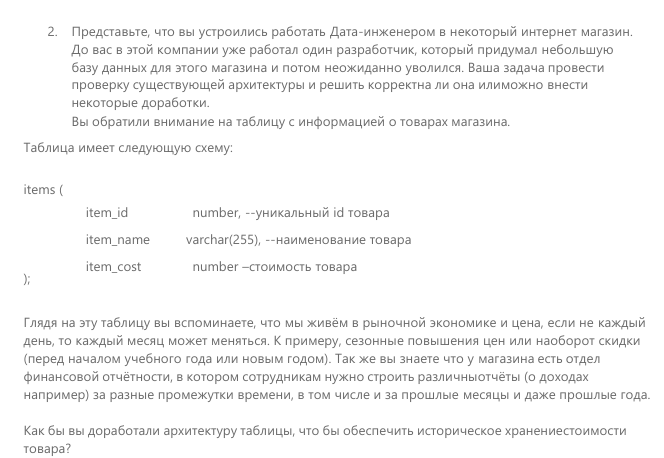 2. Представьте, что вы устроились работать Дата-инженером в некоторый интернет магазин.
До вас в этой компании уже работал один разработчик, который придумал небольшую
базу данных для этого магазина и потом неожиданно уволился. Ваша задача провести
проверку существующей архитектуры и решить корректна ли она илиможно внести
некоторые доработки.
Вы обратили внимание на таблицу с информацией о товарах магазина.
Таблица имеет следующую схему:
items (
item_id number, --уникальный id товара
item_name varchar(255), --наименование товара
item_cost number –стоимость товара
);
Глядя на эту таблицу вы вспоминаете, что мы живём в рыночной экономике и цена, если не каждый
день, то каждый месяц может меняться. К примеру, сезонные повышения цен или наоборот скидки
(перед началом учебного года или новым годом). Так же вы знаете что у магазина есть отдел
финансовой отчётности, в котором сотрудникам нужно строить различныотчёты (о доходах
например) за разные промежутки времени, в том числе и за прошлые месяцы и даже прошлые года.
Как бы вы доработали архитектуру таблицы, что бы обеспечить историческое хранениестоимости
товара?